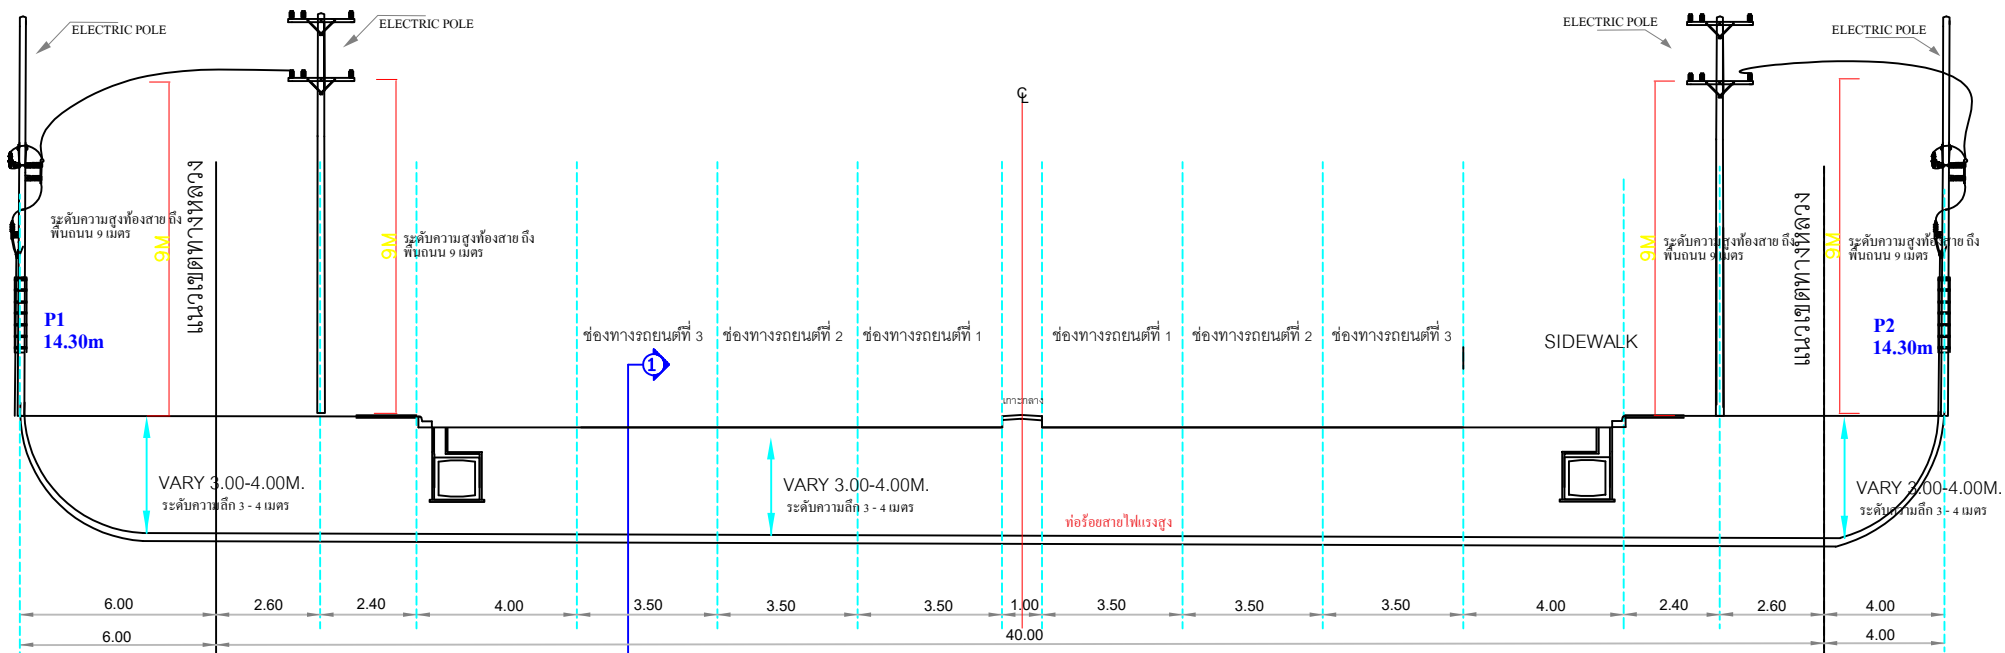 ELECTRIC POLE
ELECTRIC POLE
ELECTRIC POLE
ELECTRIC POLE
℄
แนวเขตทางหลวง
แนวเขตทางหลวง
ระดับความสูงท้องสาย ถึง
พื้นถนน 9 เมตร
9M
9M
ระดับความสูงท้องสาย ถึง
พื้นถนน 9 เมตร
9M
ระดับความสูงท้องสาย ถึง
พื้นถนน 9 เมตร
9M
ระดับความสูงท้องสาย ถึง
พื้นถนน 9 เมตร
P1
14.30m
ช่องทางรถยนต์ที่ 3
ช่องทางรถยนต์ที่ 2
ช่องทางรถยนต์ที่ 1
ช่องทางรถยนต์ที่ 1
ช่องทางรถยนต์ที่ 2
ช่องทางรถยนต์ที่ 3
SIDEWALK
P2
14.30m
1
เกาะกลาง
VARY 3.00-4.00M.
ระดับความลึก 3 - 4 เมตร
VARY 3.00-4.00M.
ระดับความลึก 3 - 4 เมตร
VARY 3.00-4.00M.
ระดับความลึก 3 - 4 เมตร
ท่อร้อยสายไฟแรงสูง
6.00 2.60 2.40 4.00 3.50 3.50 3.50 1.00 3.50 3.50 3.50 4.00 2.40 2.60 4.00
6.00 40.00 4.00